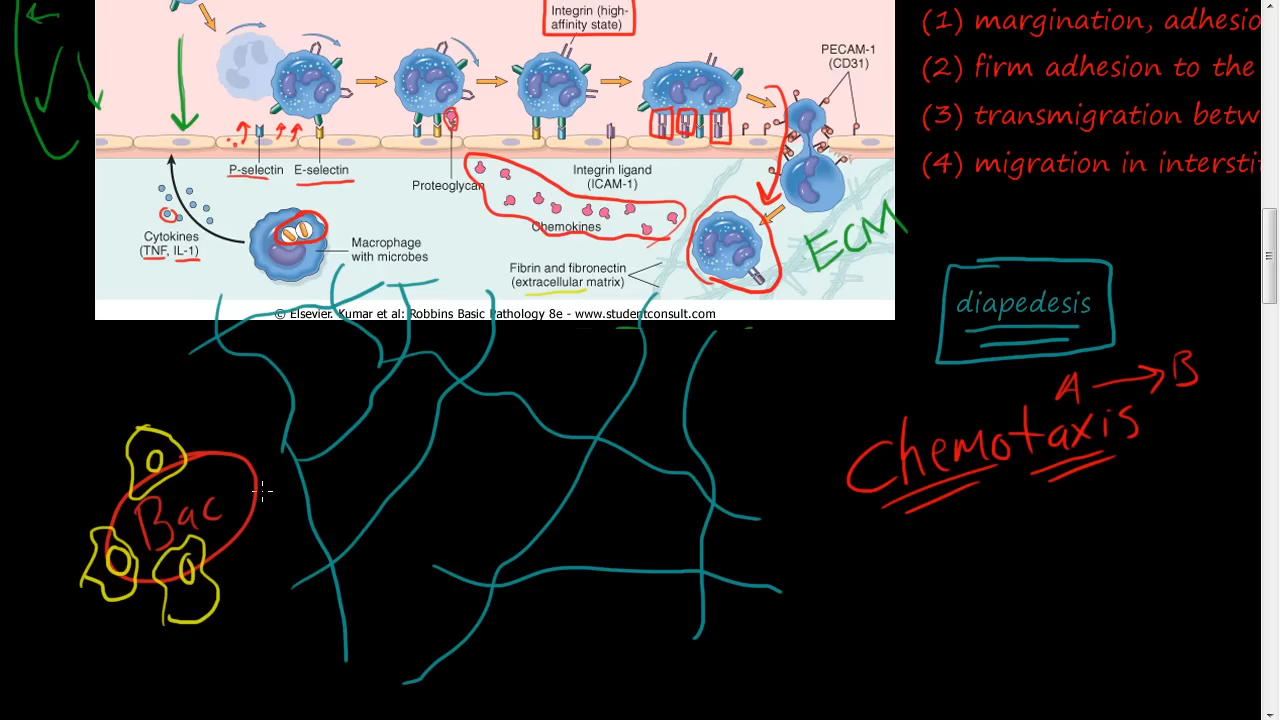 Integrin (high-
affinity state)
PECAM-1
(CD31)
P-selectin
E-selectin
Proteoglycan
Integrin ligand
(ICAM-1)
Chemokines
Cytokines
(TNF, IL-1)
Macrophage
with microbes
Fibrin and fibronectin
(extracellular matrix)
ECM
© Elsevier. Kumar et al: Robbins Basic Pathology 8e - www.studentconsult.com
(1) margination, adhesio
(2) firm adhesion to the
(3) transmigration betw
(4) migration in intersti
diapedesis
A → B
Chemotaxis
Bac